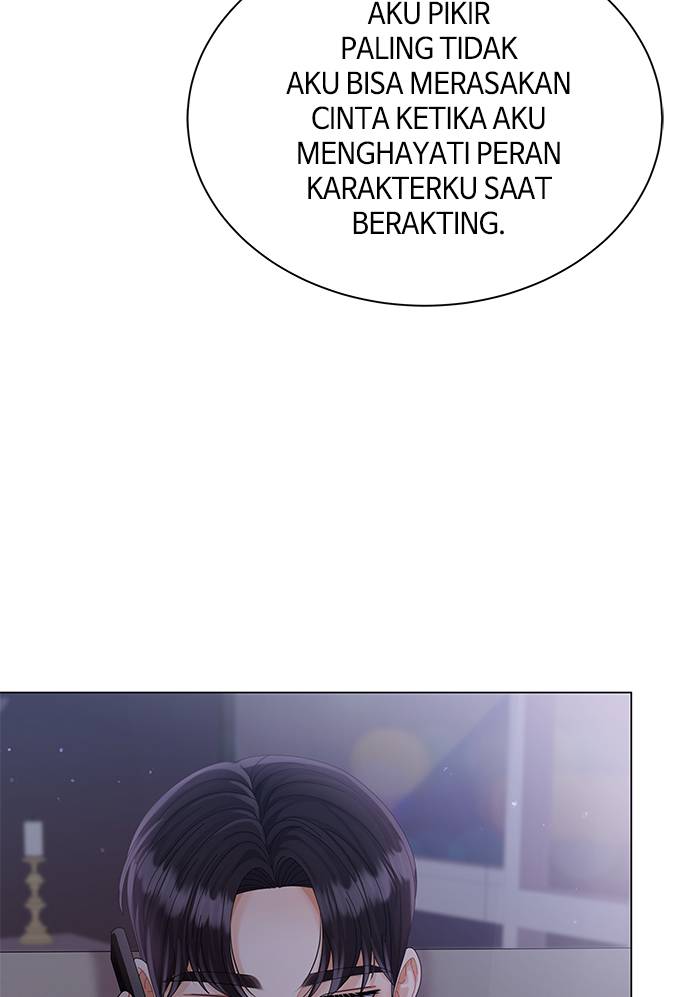 AKU PIKIR
PALING TIDAK
AKU BISA MERASAKAN
CINTA KETIKA AKU
MENGHAYATI PERAN
KARAKTERKU SAAT
BERAKTING.